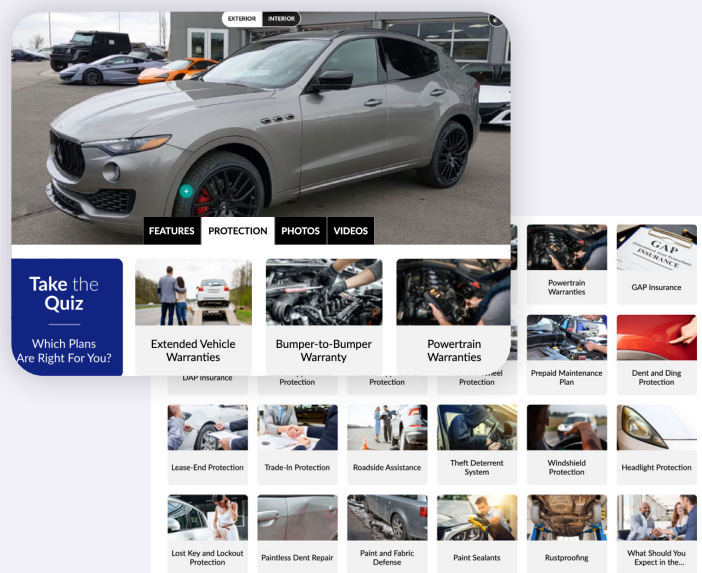 EXTERIOR INTERIOR
FEATURES PROTECTION PHOTOS VIDEOS
Take the
Quiz
Which Plans
Are Right For You?
Extended Vehicle
Warranties
Bumper-to-Bumper
Warranty
Powertrain
Warranties
Powertrain
Warranties
GAP
INSURANCE
GAP Insurance
Insurance
Protection
Protection
Protection
Prepaid Maintenance
Plan
Dent and Ding
Protection
Lease-End Protection
Trade-In Protection
Roadside Assistance
Theft Deterrent
System
Windshield
Protection
Headlight Protection
Lost Key and Lockout
Protection
Paintless Dent Repair
Paint and Fabric
Defense
Paint Sealants
Rustproofing
What Should You
Expect in the...